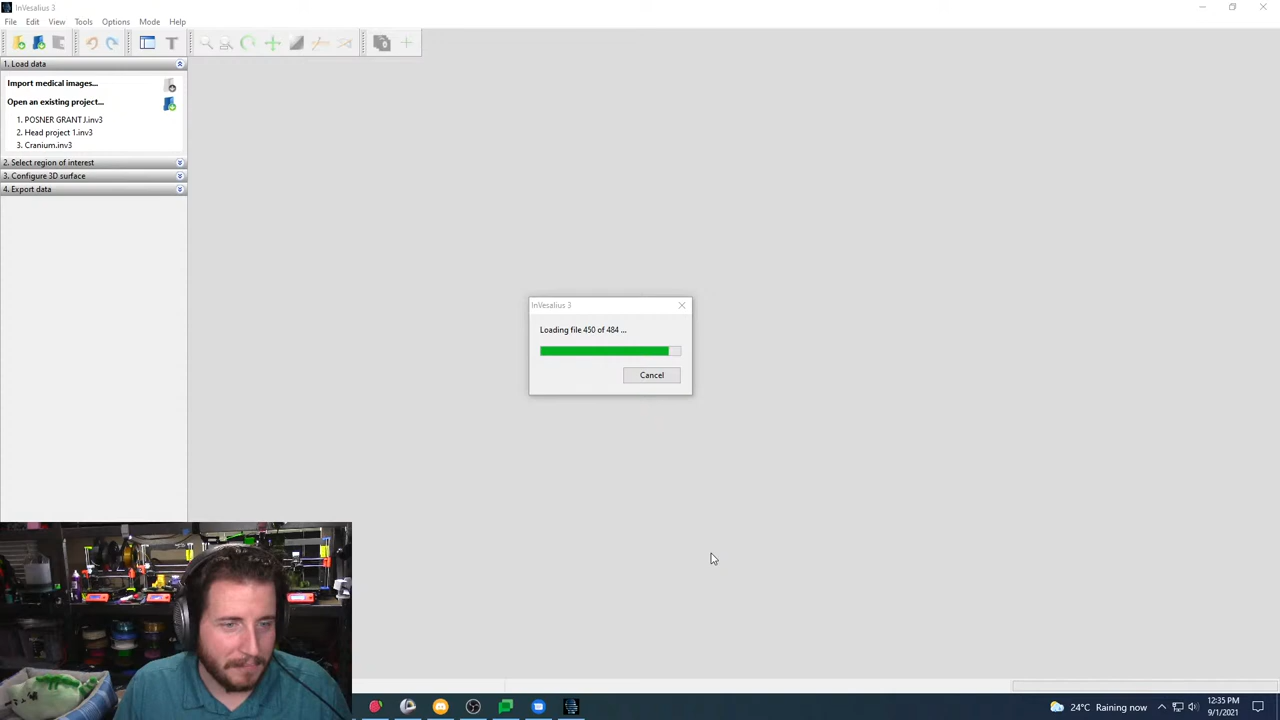 InVesalius 3
File Edit View Tools Options Mode Help
1. Load data
Import medical images...
Open an existing project...
1. POSNER GRANT J.inv3
2. Head project 1.inv3
3. Cranium.inv3
2. Select region of interest
3. Configure 3D surface
4. Export data
InVesalius 3
Loading file 450 of 484 ...
Cancel
24°C Raining now
12:35 PM
9/1/2021